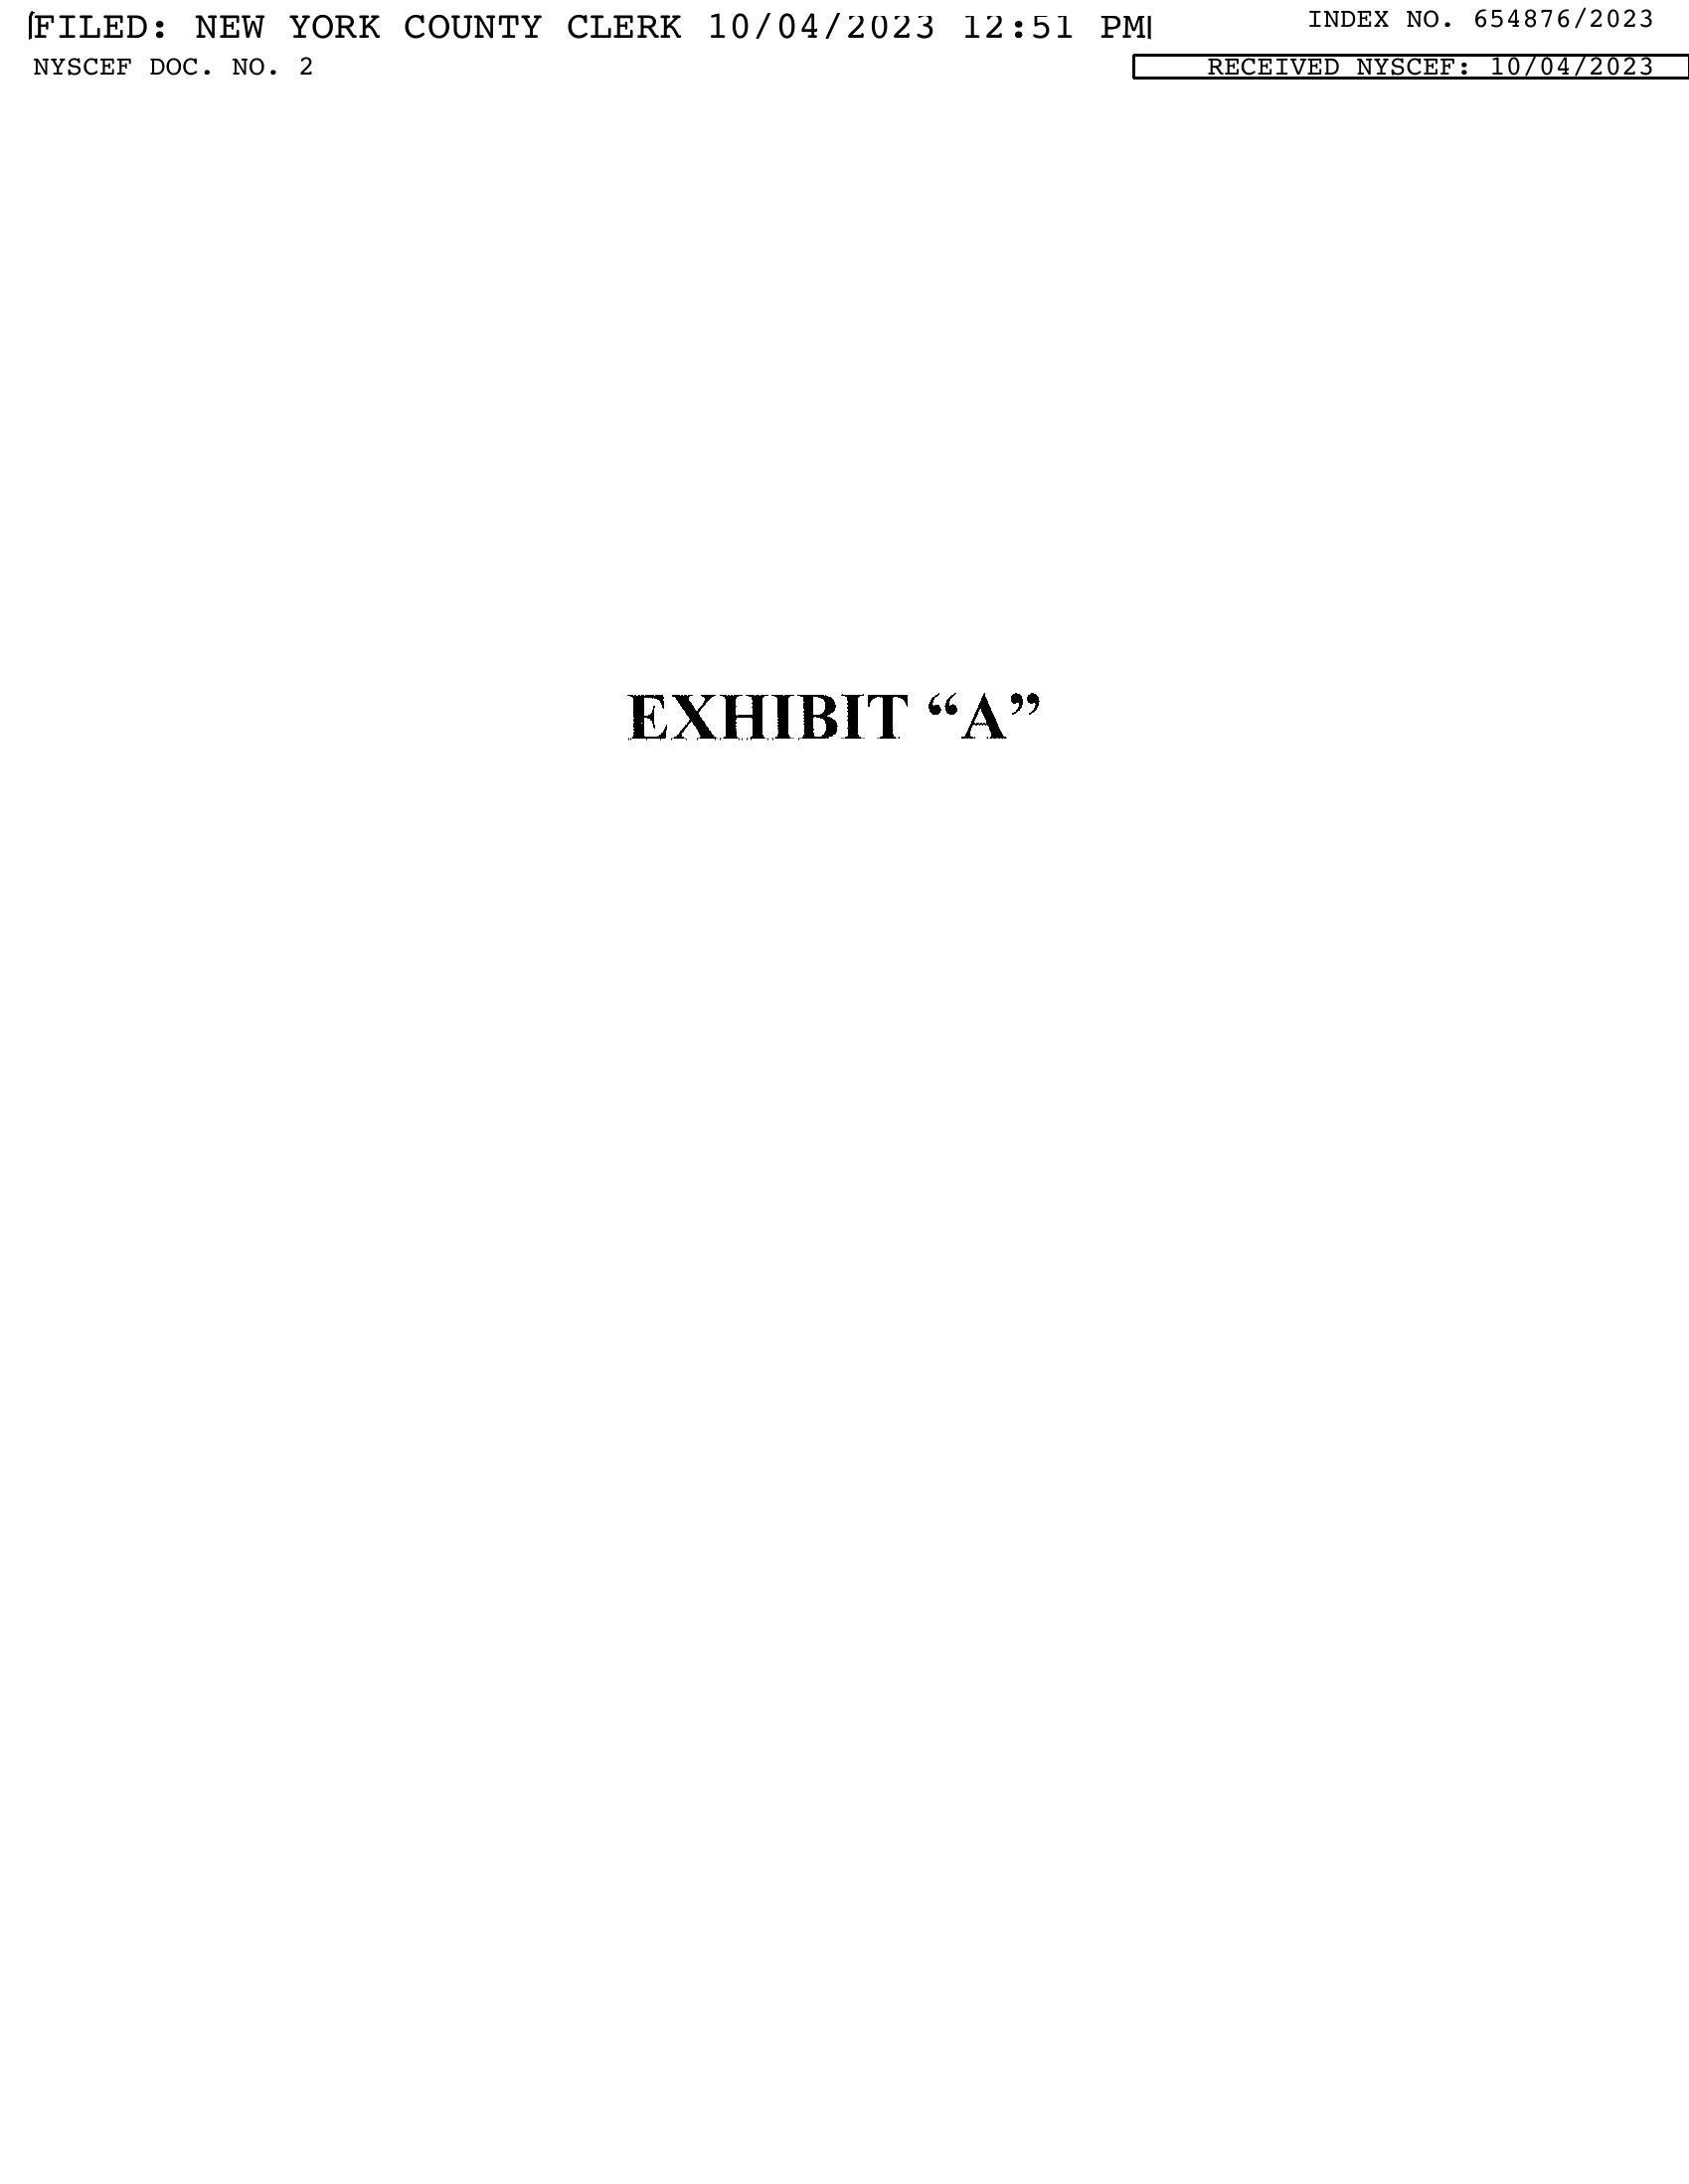 FILED: NEW YORK COUNTY CLERK 10/04/2023 12:51 PM
INDEX NO. 654876/2023
NYSCEF DOC. NO. 2
RECEIVED NYSCEF: 10/04/2023
EXHIBIT “A”